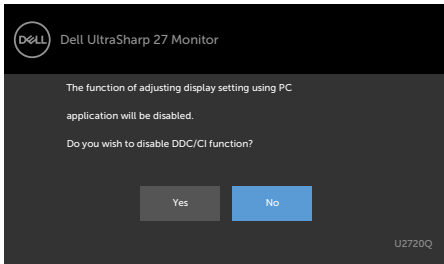 DELL
Dell UltraSharp 27 Monitor
The function of adjusting display setting using PC
application will be disabled.
Do you wish to disable DDC/CI function?
Yes
No
U2720Q